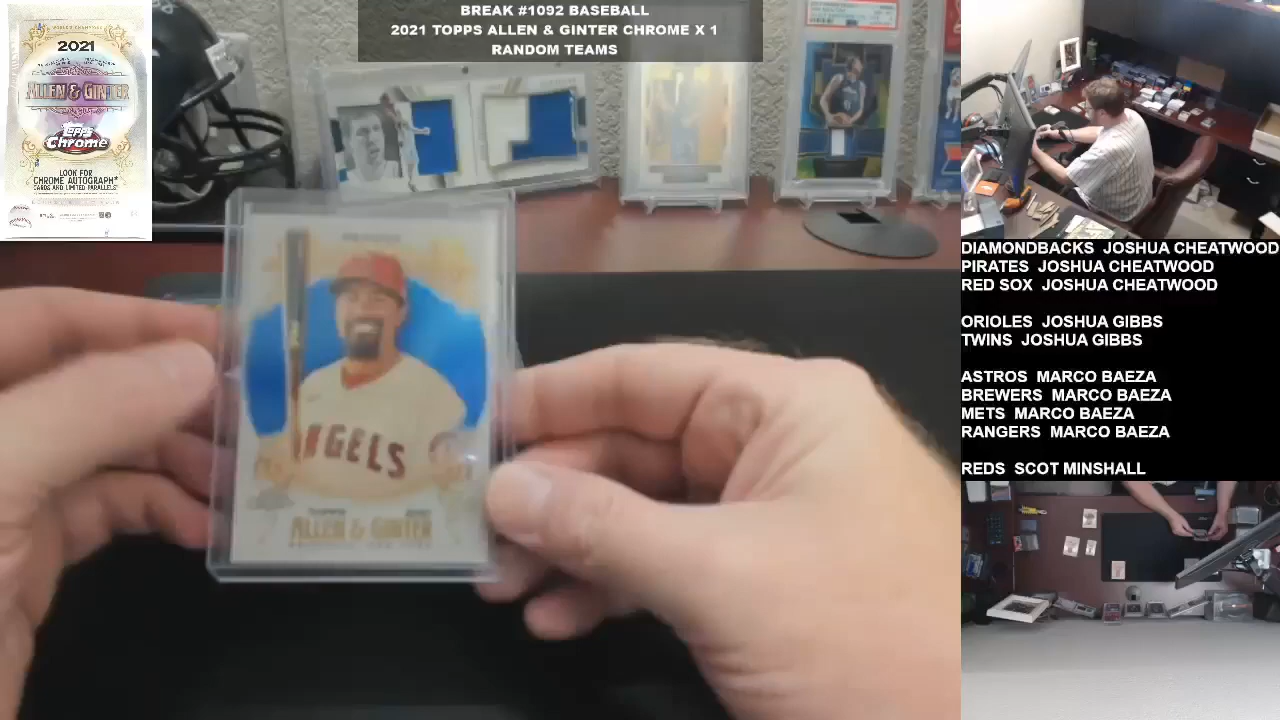 BREAK #1092 BASEBALL
2021 TOPPS ALLEN & GINTER CHROME X 1
RANDOM TEAMS
2021
ALLEN & GINTER
Topps
Chrome
LOOK FOR
CHROME AUTOGRAPH*
CARDS AND LIMITED PARALLELS!
ANGELS
ALLEN & GINTER
DIAMONDBACKS JOSHUA CHEATWOOD
PIRATES JOSHUA CHEATWOOD
RED SOX JOSHUA CHEATWOOD
ORIOLES JOSHUA GIBBS
TWINS JOSHUA GIBBS
ASTROS MARCO BAEZA
BREWERS MARCO BAEZA
METS MARCO BAEZA
RANGERS MARCO BAEZA
REDS SCOT MINSHALL